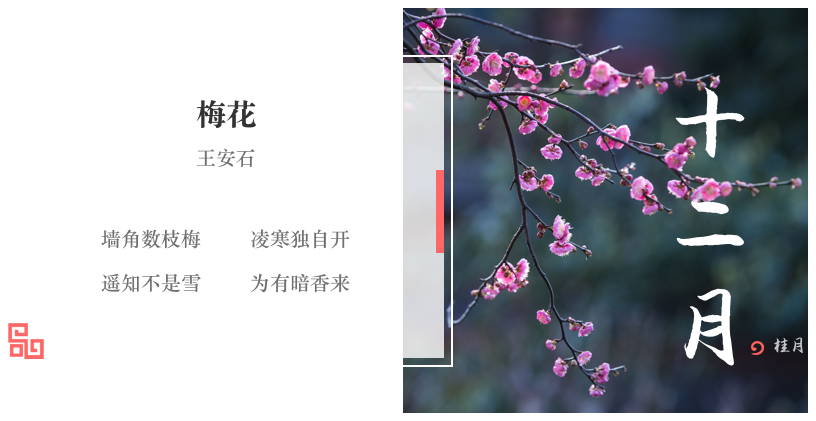 梅花
王安石
墙角数枝梅 凌寒独自开
遥知不是雪 为有暗香来
十二月
桂月